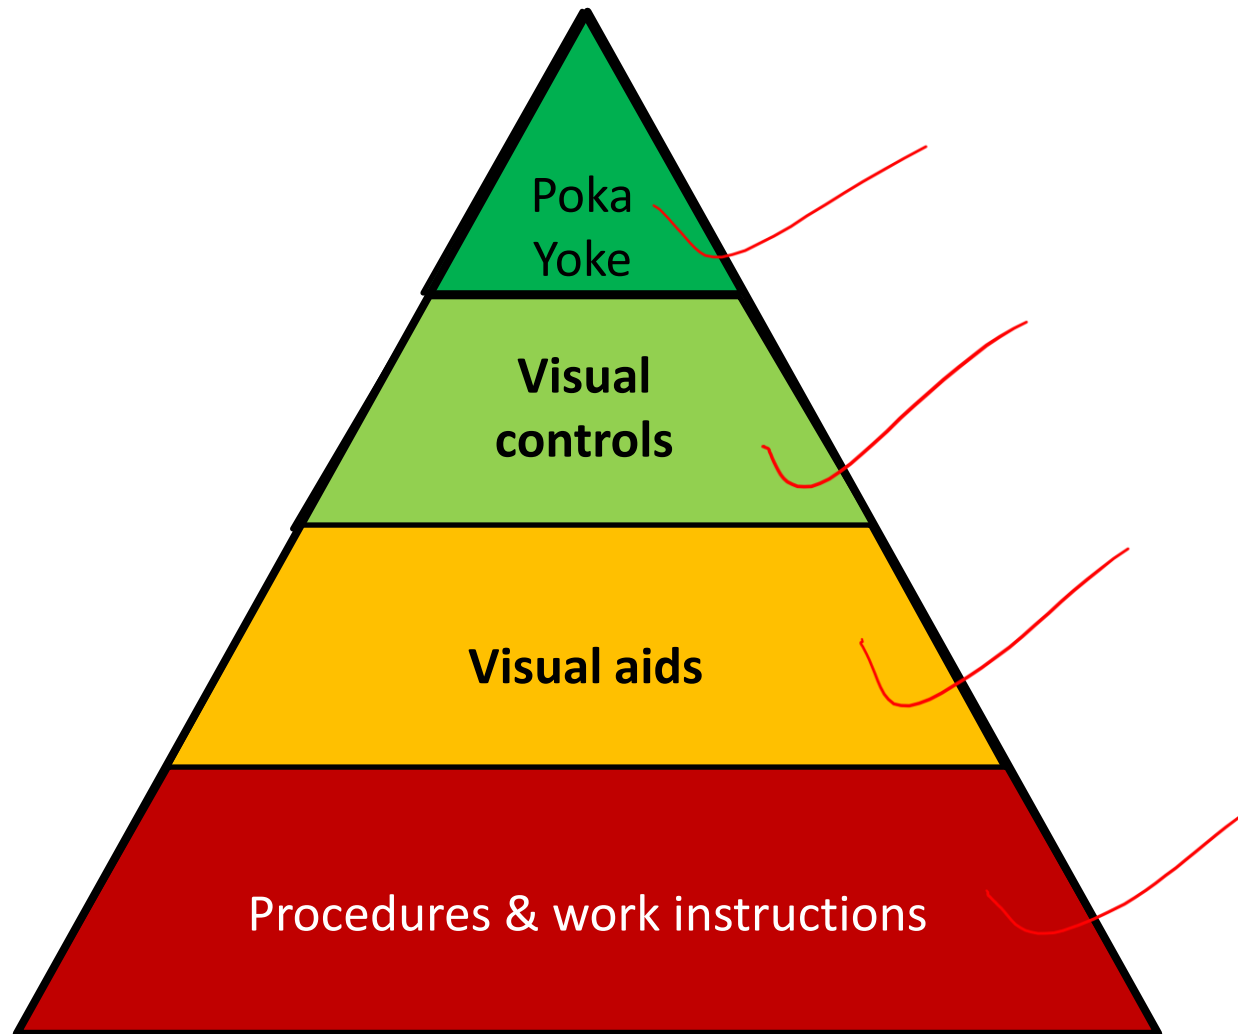 Poka
Yoke
Visual
controls
Visual aids
Procedures & work instructions